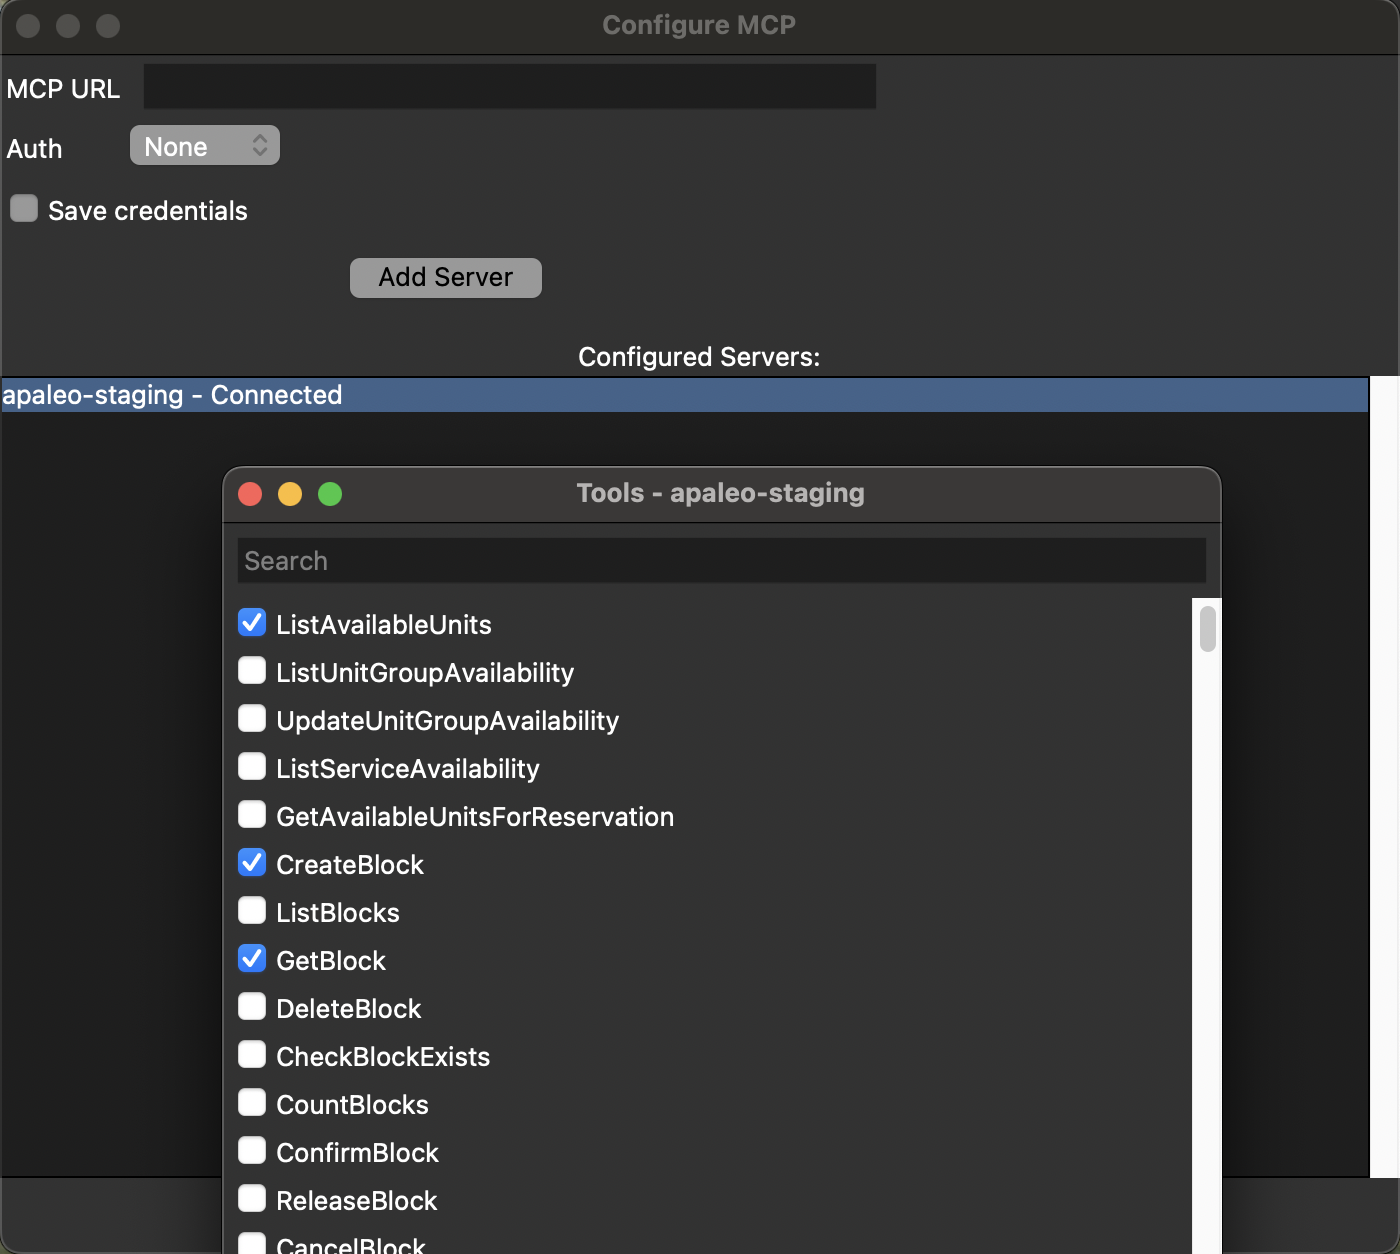 Configure MCP
MCP URL
Auth
None
Save credentials
Add Server
Configured Servers:
apaleo-staging - Connected
Tools - apaleo-staging
Search
ListAvailableUnits
ListUnitGroupAvailability
UpdateUnitGroupAvailability
ListServiceAvailability
GetAvailableUnitsForReservation
CreateBlock
ListBlocks
GetBlock
DeleteBlock
CheckBlockExists
CountBlocks
ConfirmBlock
ReleaseBlock
CancelBlock